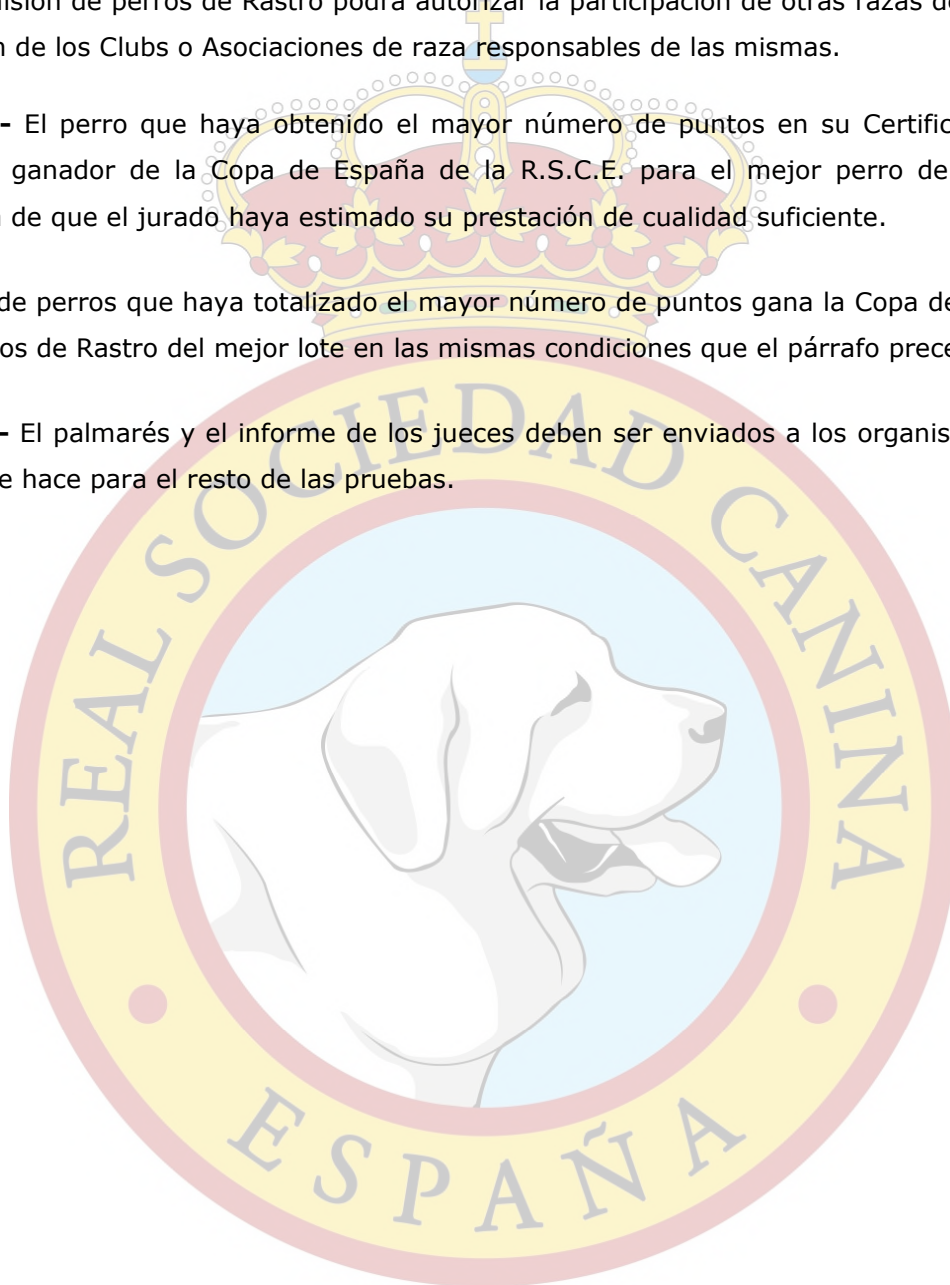 de perros de Rastro podrá autorizar la participación de otras razas
de los Clubs o Asociaciones de raza responsables de las mismas.
- El perro que haya obtenido el mayor número de puntos en su
ganador de la Copa de España de la R.S.C.E. para el mejor perro de
de que el jurado haya estimado su prestación de cualidad suficiente.
de perros que haya totalizado el mayor número de puntos gana la Copa de
de Rastro del mejor lote en las mismas condiciones que el párrafo
- El palmarés y el informe de los jueces deben ser enviados a los
hace para el resto de las pruebas.
REAL SOCIEDAD CANINA
ESPAÑA